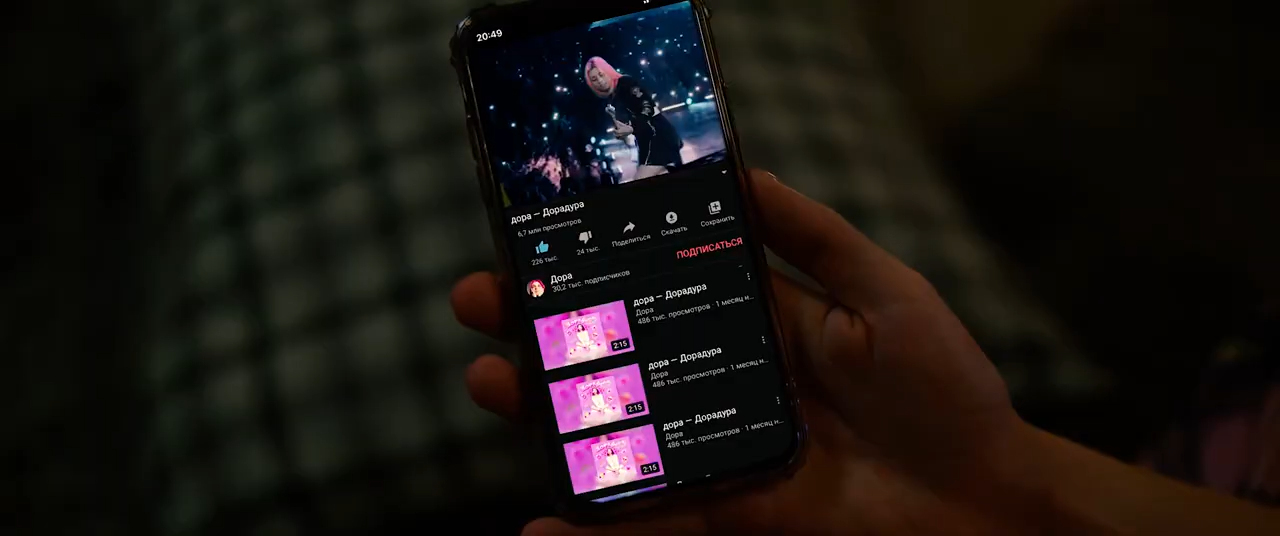 20:49
дора — Дорадура
6,7 млн просмотров
226 тыс.
24 тыс.
Поделиться
Скачать
Сохранить
Дора
30,2 тыс. подписчиков
ПОДПИСАТЬСЯ
дора — Дорадура
Дора
486 тыс. просмотров · 1 месяц н...
2:15
дора — Дорадура
Дора
486 тыс. просмотров · 1 месяц н...
2:15
дора — Дорадура
Дора
486 тыс. просмотров · 1 месяц н...
2:15